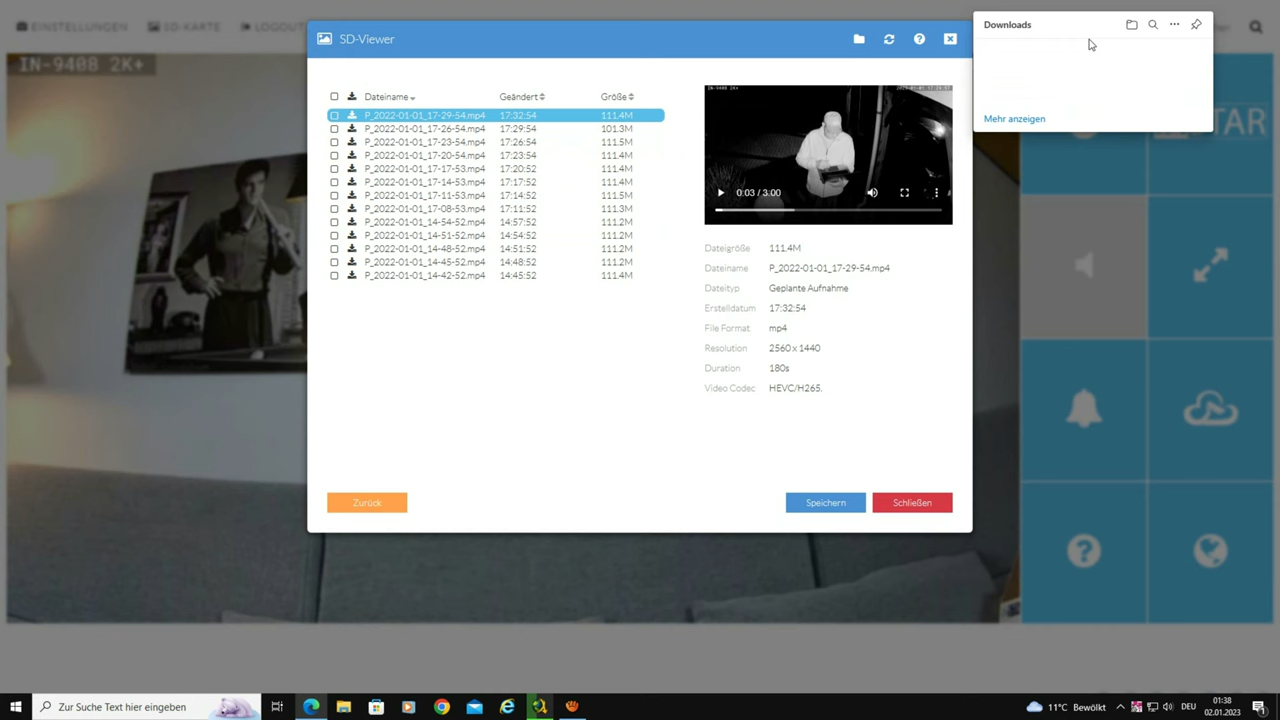 EINSTELLUNGEN SD-KARTE LOGOUT
IN-9408 2K+
SD-Viewer
Dateiname Geändert Größe
P_2022-01-01_17-29-54.mp4 17:32:54 111.4M
P_2022-01-01_17-26-54.mp4 17:29:54 101.3M
P_2022-01-01_17-23-54.mp4 17:26:54 111.5M
P_2022-01-01_17-20-54.mp4 17:23:54 111.4M
P_2022-01-01_17-17-53.mp4 17:20:52 111.4M
P_2022-01-01_17-14-53.mp4 17:17:52 111.4M
P_2022-01-01_17-11-53.mp4 17:14:52 111.5M
P_2022-01-01_17-08-53.mp4 17:11:52 111.3M
P_2022-01-01_14-54-52.mp4 14:57:52 111.2M
P_2022-01-01_14-51-52.mp4 14:54:52 111.2M
P_2022-01-01_14-48-52.mp4 14:51:52 111.2M
P_2022-01-01_14-45-52.mp4 14:48:52 111.2M
P_2022-01-01_14-42-52.mp4 14:45:52 111.4M
IN-9408 2K+
0:03 / 3:00
Dateigröße 111.4M
Dateiname P_2022-01-01_17-29-54.mp4
Dateityp Geplante Aufnahme
Erstelldatum 17:32:54
File Format mp4
Resolution 2560 x 1440
Duration 180s
Video Codec HEVC/H265.
Zurück Speichern Schließen
Downloads
Mehr anzeigen
TAR
Zur Suche Text hier eingeben
11°C Bewölkt DEU 01:38
02.01.2023